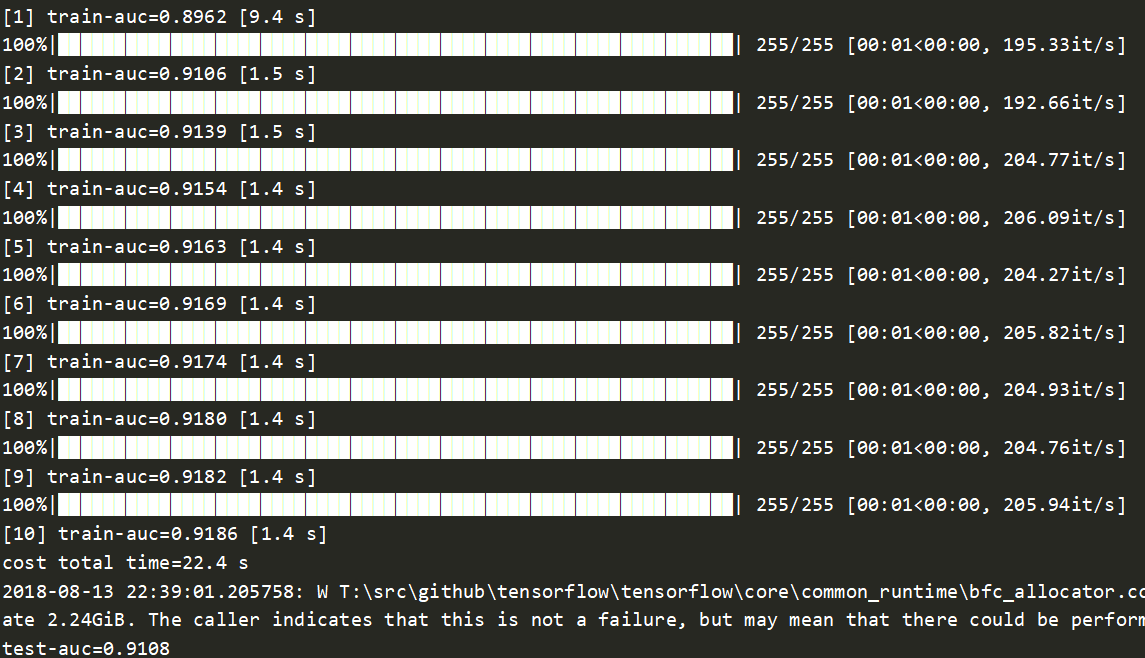 [1] train-auc=0.8962 [9.4 s]
100%| | 255/255 [00:01<00:00, 195.33it/s]
[2] train-auc=0.9106 [1.5 s]
100%| | 255/255 [00:01<00:00, 192.66it/s]
[3] train-auc=0.9139 [1.5 s]
100%| | 255/255 [00:01<00:00, 204.77it/s]
[4] train-auc=0.9154 [1.4 s]
100%| | 255/255 [00:01<00:00, 206.09it/s]
[5] train-auc=0.9163 [1.4 s]
100%| | 255/255 [00:01<00:00, 204.27it/s]
[6] train-auc=0.9169 [1.4 s]
100%| | 255/255 [00:01<00:00, 205.82it/s]
[7] train-auc=0.9174 [1.4 s]
100%| | 255/255 [00:01<00:00, 204.93it/s]
[8] train-auc=0.9180 [1.4 s]
100%| | 255/255 [00:01<00:00, 204.76it/s]
[9] train-auc=0.9182 [1.4 s]
100%| | 255/255 [00:01<00:00, 205.94it/s]
[10] train-auc=0.9186 [1.4 s]
cost total time=22.4 s
2018-08-13 22:39:01.205758: W T:\src\github\tensorflow\tensorflow\core\common_runtime\bfc_allocator.cc
ate 2.24GiB. The caller indicates that this is not a failure, but may mean that there could be perform
test-auc=0.9108